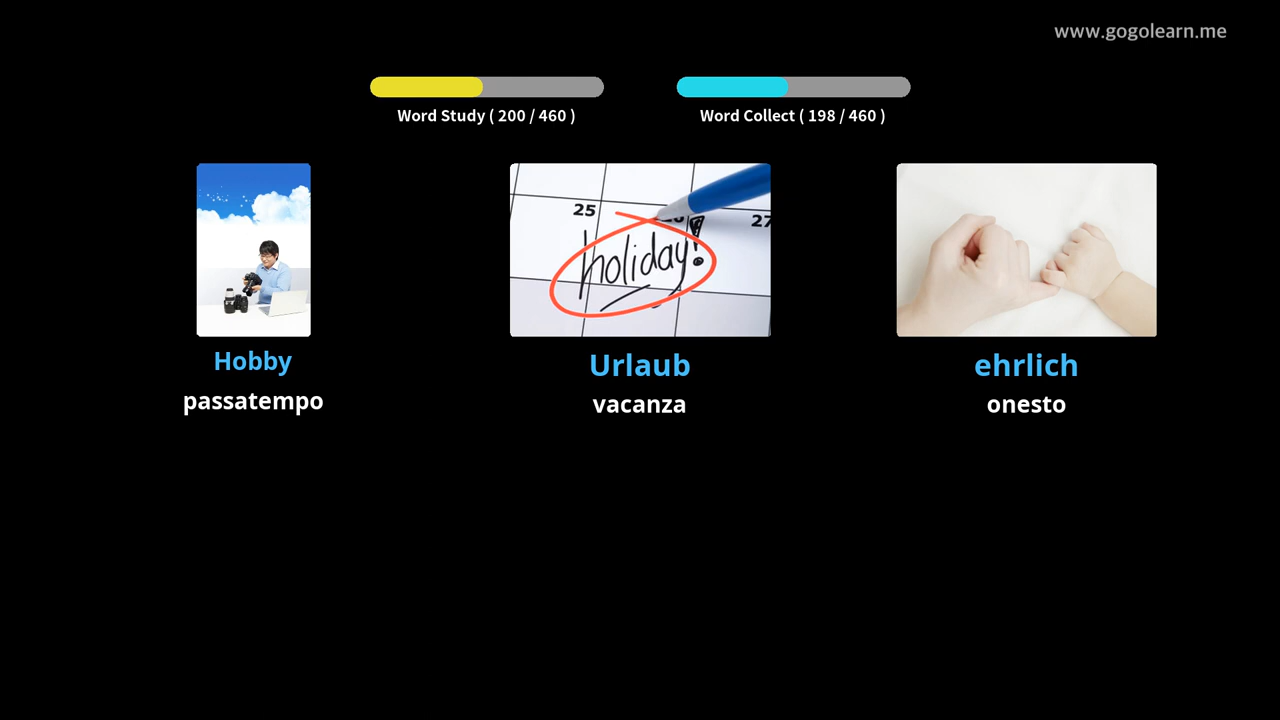 www.gogolearn.me
Word Study ( 200 / 460 )
Word Collect ( 198 / 460 )
25
27
holiday!
Hobby
Urlaub
ehrlich
passatempo
vacanza
onesto